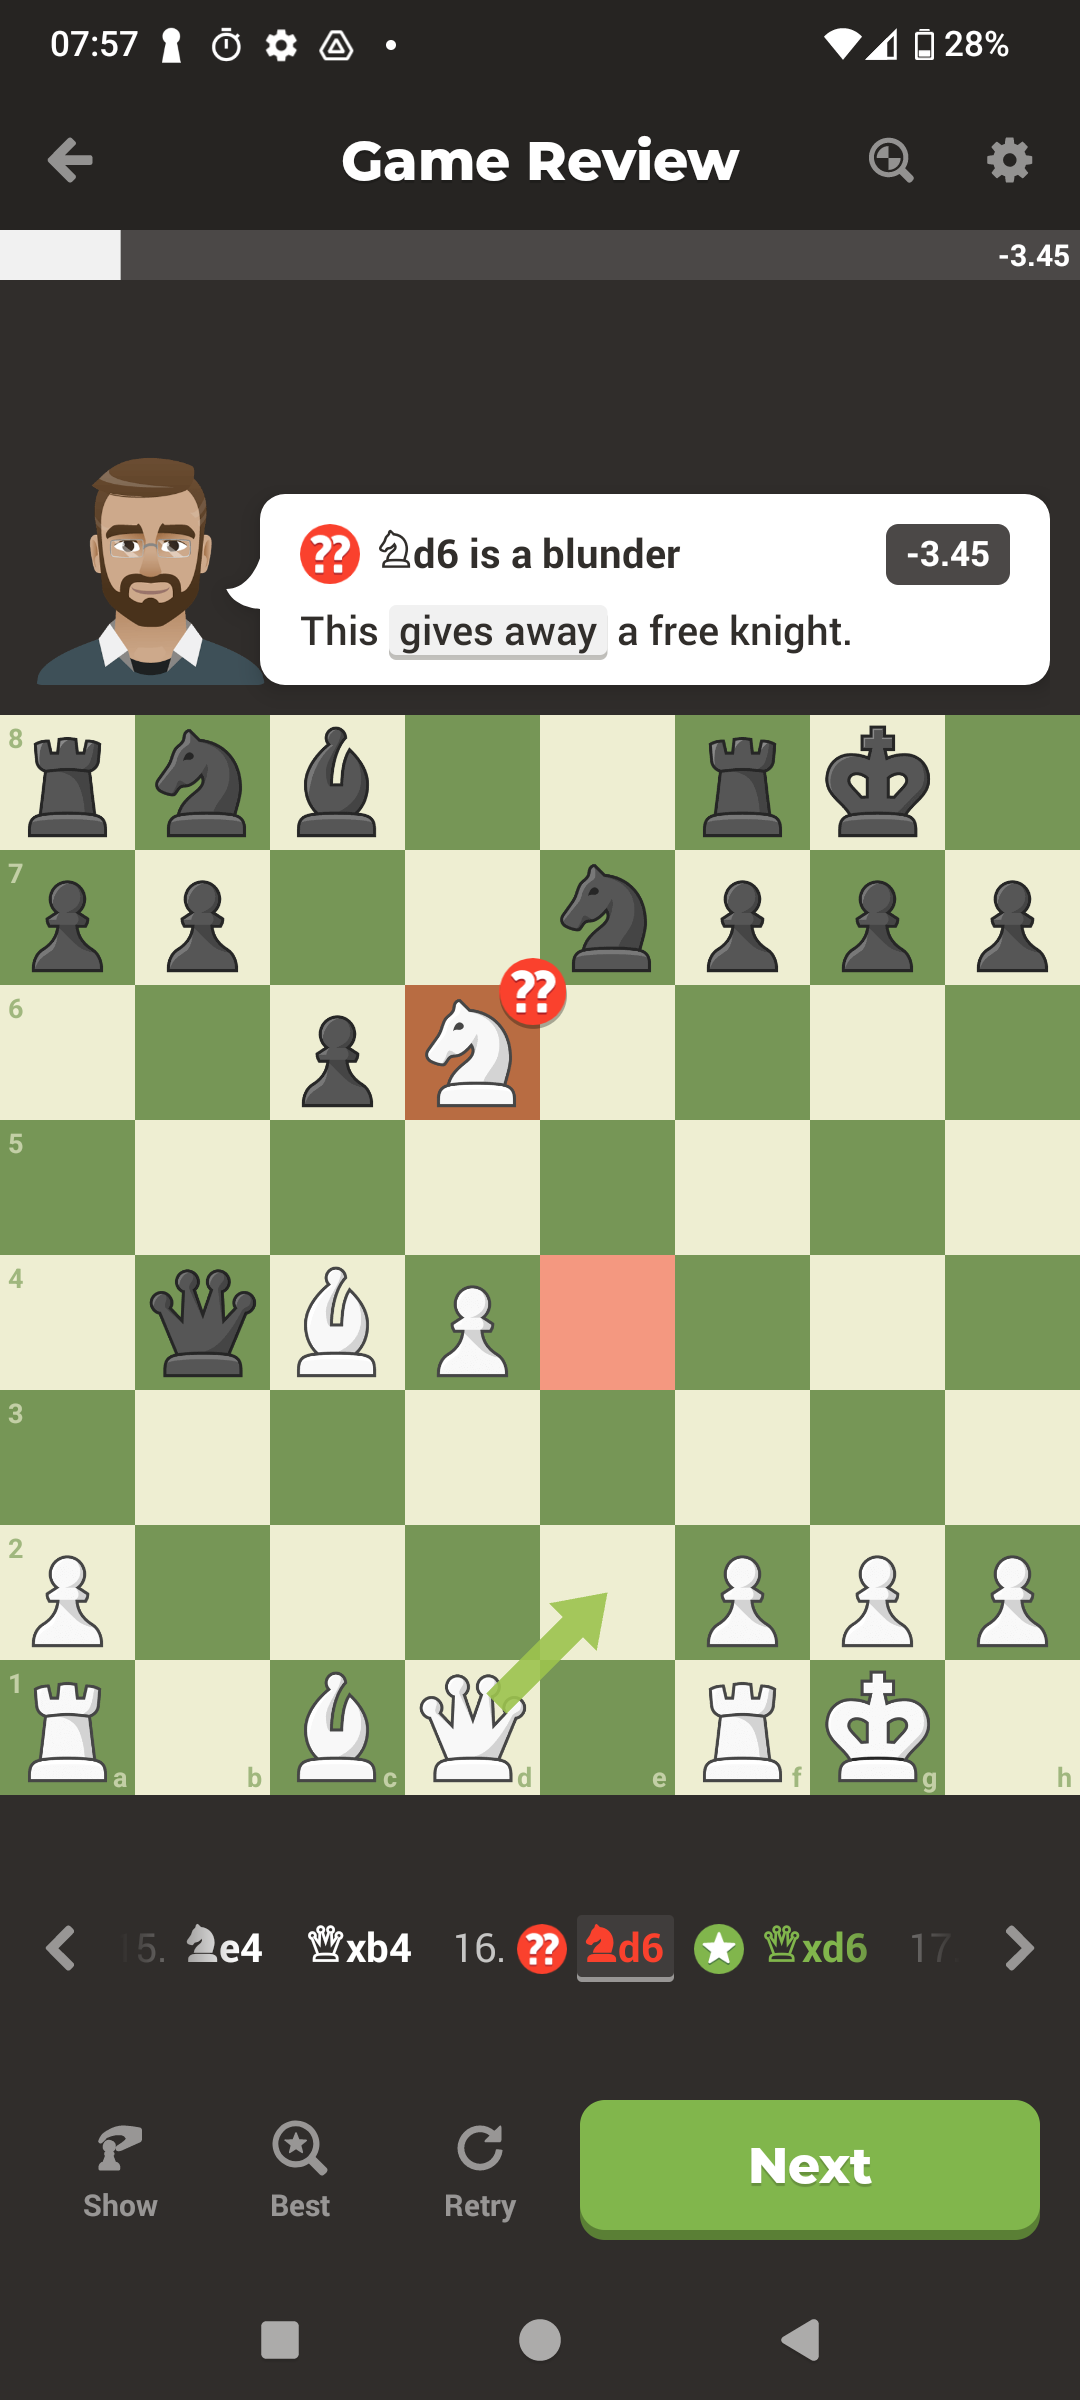 07:57 28%
Game Review
-3.45
?? d6 is a blunder -3.45
This gives away a free knight.
8
7
??
6
5
4
3
2
1
a b c d e f g h
15. e4 xb4 16. ?? d6 xd6 17.
Show Best Retry Next